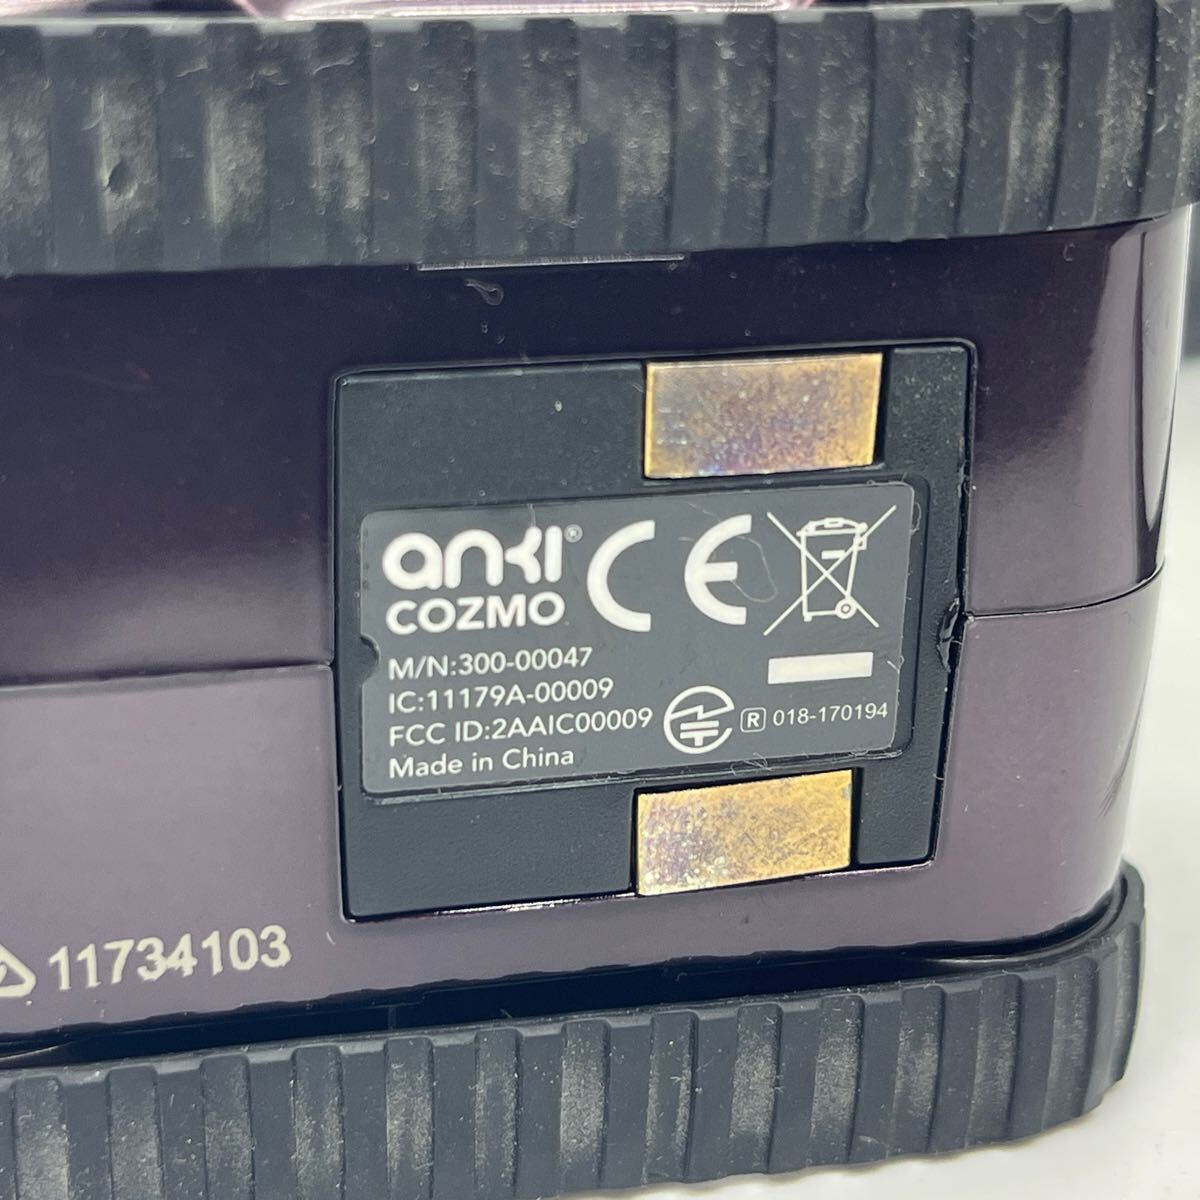 anki® CE
COZMO
M/N:300-00047
IC:11179A-00009
FCC ID:2AAIC00009
R 018-170194
Made in China
11734103